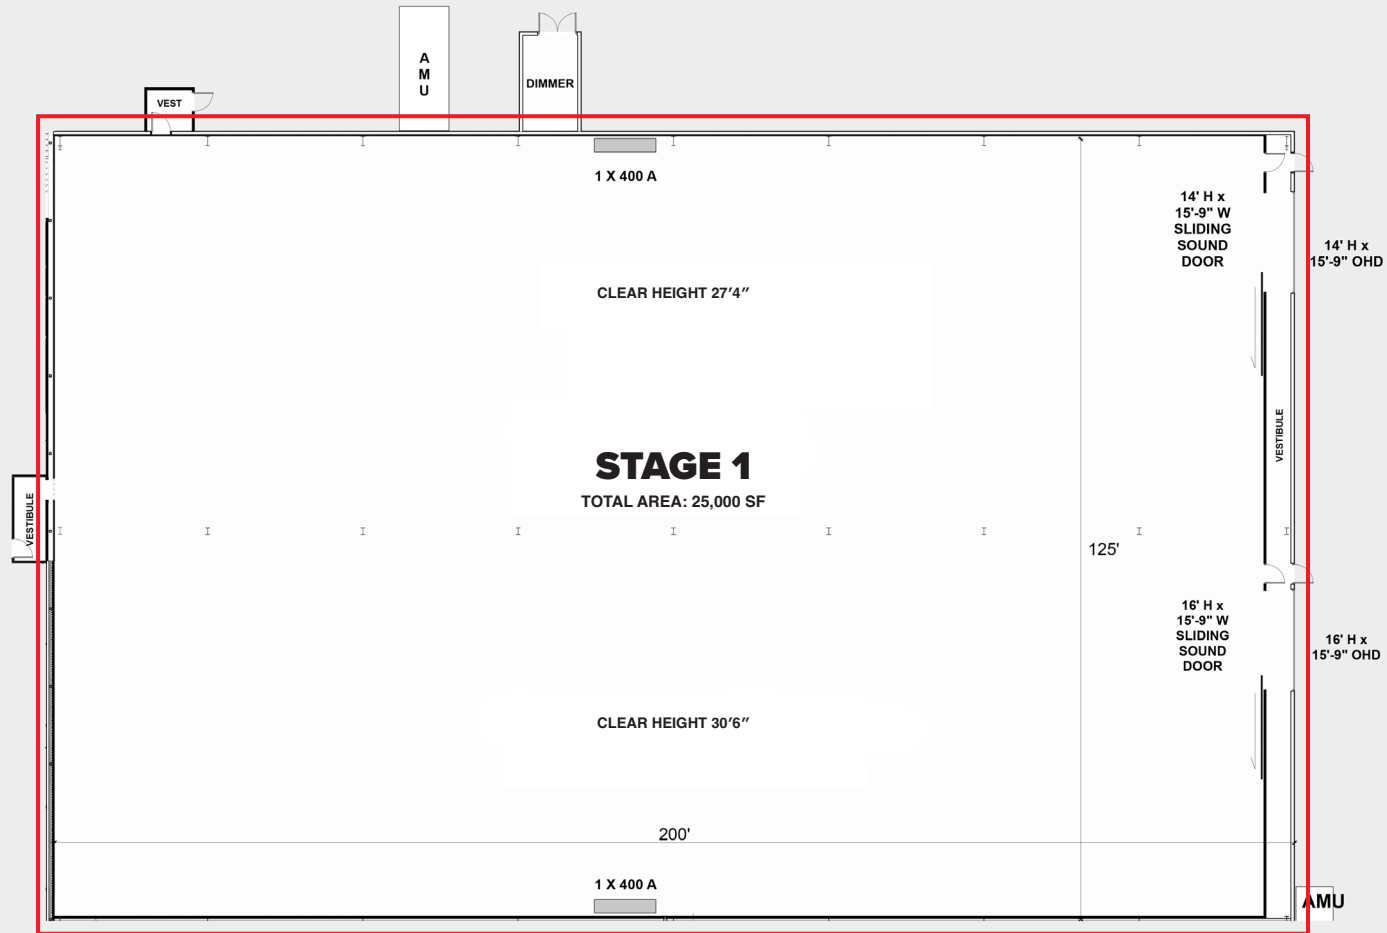 A
M
U
DIMMER
VEST
1 X 400 A
14' H x
15'-9" W
SLIDING
SOUND
DOOR
14' H x
15'-9" OHD
CLEAR HEIGHT 27'4"
VESTIBULE
STAGE 1
TOTAL AREA: 25,000 SF
VESTIBULE
125'
16' H x
15'-9" W
SLIDING
SOUND
DOOR
16' H x
15'-9" OHD
CLEAR HEIGHT 30'6"
200'
1 X 400 A
AMU